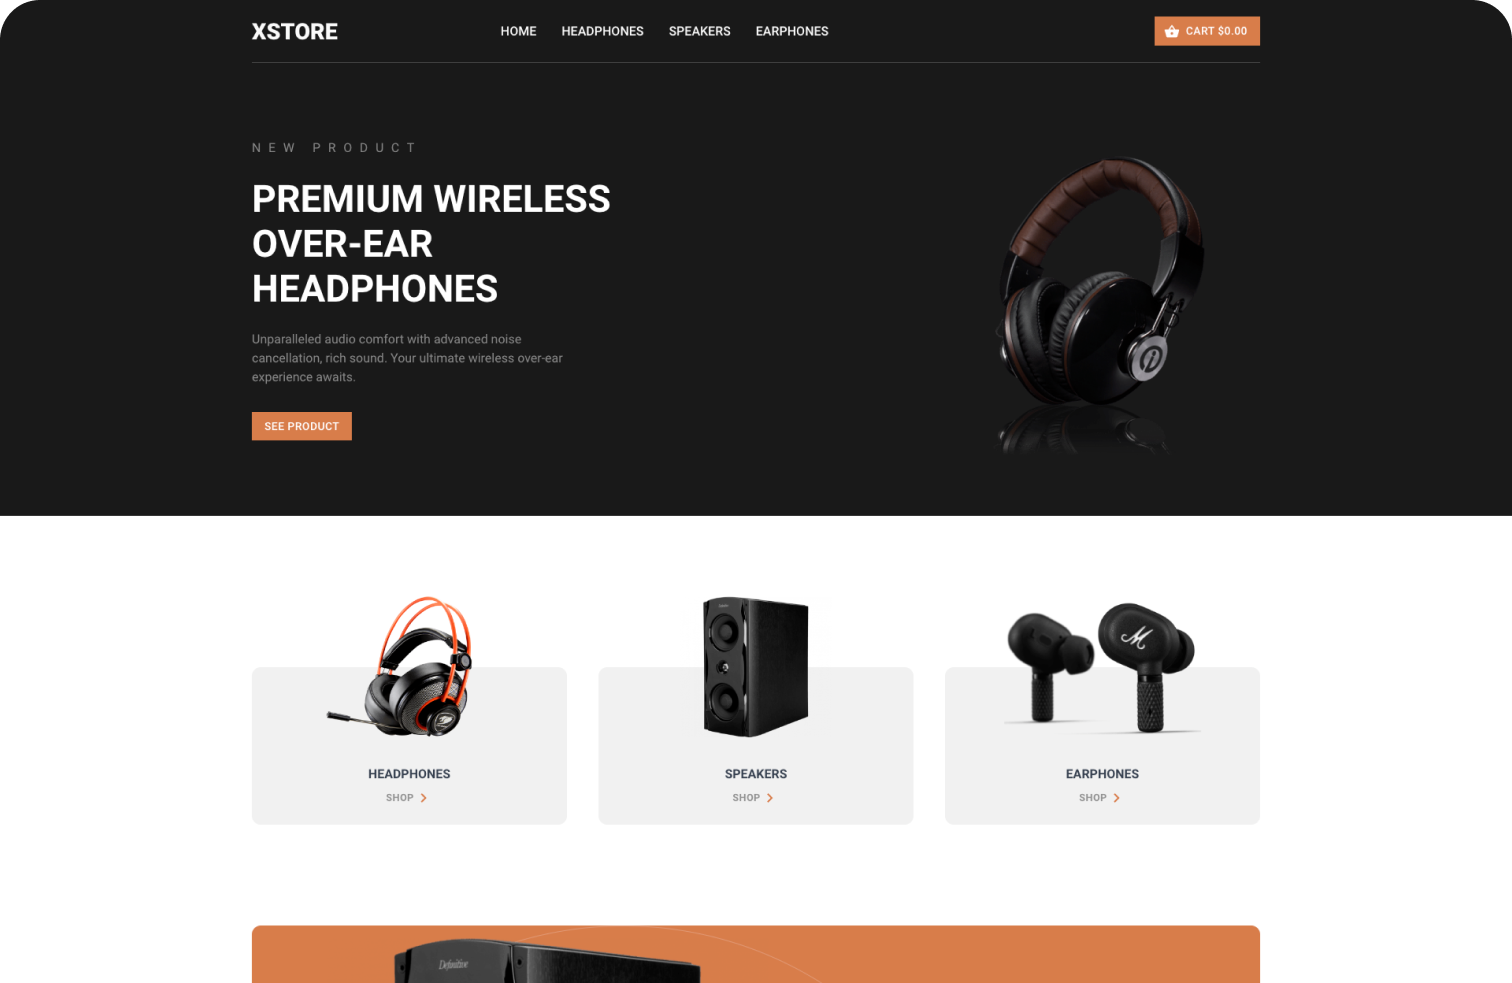 XSTORE
HOME
HEADPHONES
SPEAKERS
EARPHONES
CART $0.00
NEW PRODUCT
PREMIUM WIRELESS
OVER-EAR
HEADPHONES
Unparalleled audio comfort with advanced noise
cancellation, rich sound. Your ultimate wireless over-ear
experience awaits.
SEE PRODUCT
HEADPHONES
SHOP
SPEAKERS
SHOP
EARPHONES
SHOP
Definitive